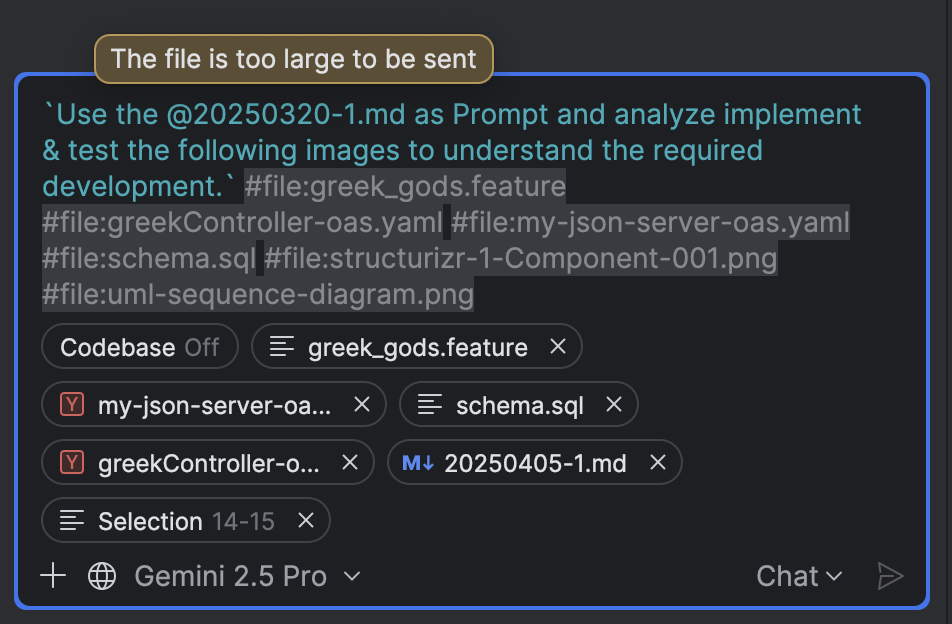 The file is too large to be sent
`Use the @20250320-1.md as Prompt and analyze implement
& test the following images to understand the required
development.` #file:greek_gods.feature
#file:greekController-oas.yaml #file:my-json-server-oas.yaml
#file:schema.sql #file:structurizr-1-Component-001.png
#file:uml-sequence-diagram.png
Codebase Off greek_gods.feature
Y my-json-server-oa... schema.sql
Y greekController-o... M↓ 20250405-1.md
Selection 14-15
Gemini 2.5 Pro Chat